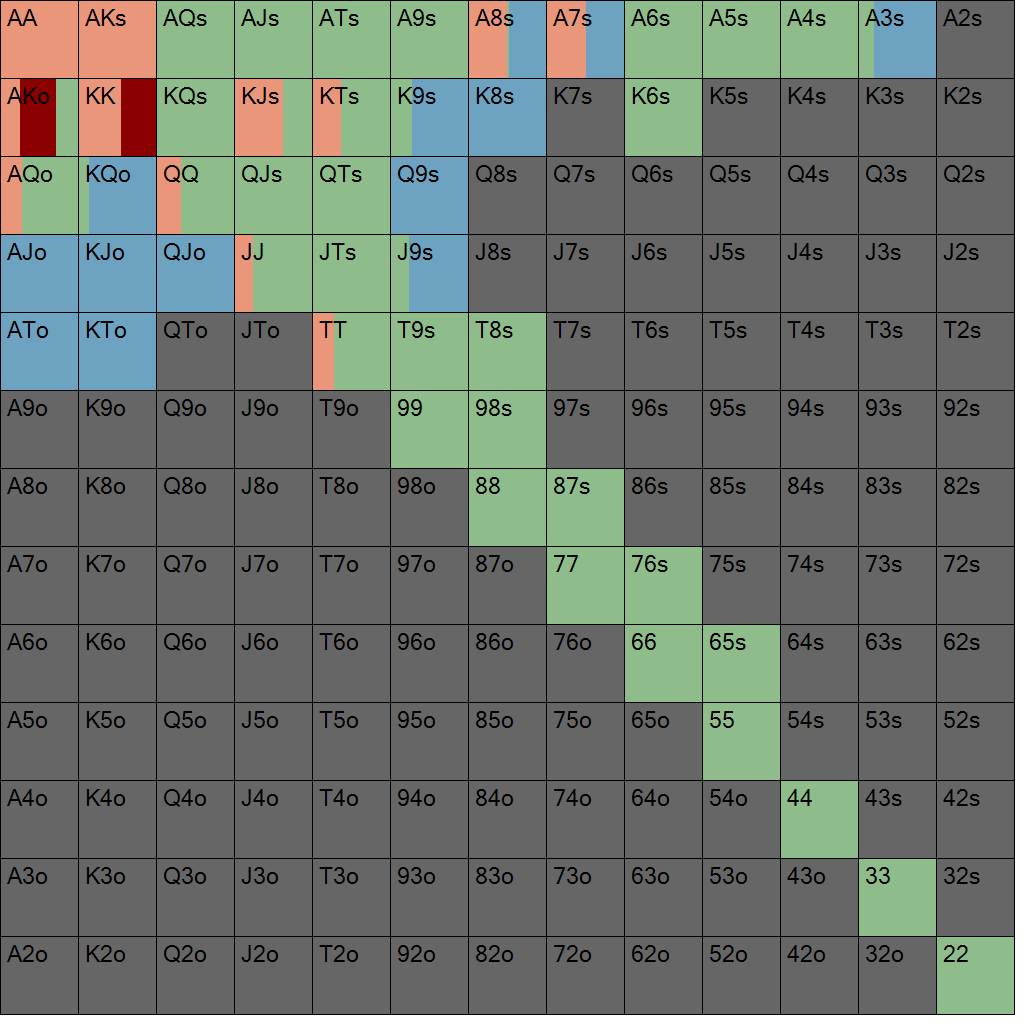 AA AKs AQs AJs ATs A9s A8s A7s A6s A5s A4s A3s A2s
AKo KK KQs KJs KTs K9s K8s K7s K6s K5s K4s K3s K2s
AQo KQo QQ QJs QTs Q9s Q8s Q7s Q6s Q5s Q4s Q3s Q2s
AJo KJo QJo JJ JTs J9s J8s J7s J6s J5s J4s J3s J2s
ATo KTo QTo JTo TT T9s T8s T7s T6s T5s T4s T3s T2s
A9o K9o Q9o J9o T9o 99 98s 97s 96s 95s 94s 93s 92s
A8o K8o Q8o J8o T8o 98o 88 87s 86s 85s 84s 83s 82s
A7o K7o Q7o J7o T7o 97o 87o 77 76s 75s 74s 73s 72s
A6o K6o Q6o J6o T6o 96o 86o 76o 66 65s 64s 63s 62s
A5o K5o Q5o J5o T5o 95o 85o 75o 65o 55 54s 53s 52s
A4o K4o Q4o J4o T4o 94o 84o 74o 64o 54o 44 43s 42s
A3o K3o Q3o J3o T3o 93o 83o 73o 63o 53o 43o 33 32s
A2o K2o Q2o J2o T2o 92o 82o 72o 62o 52o 42o 32o 22